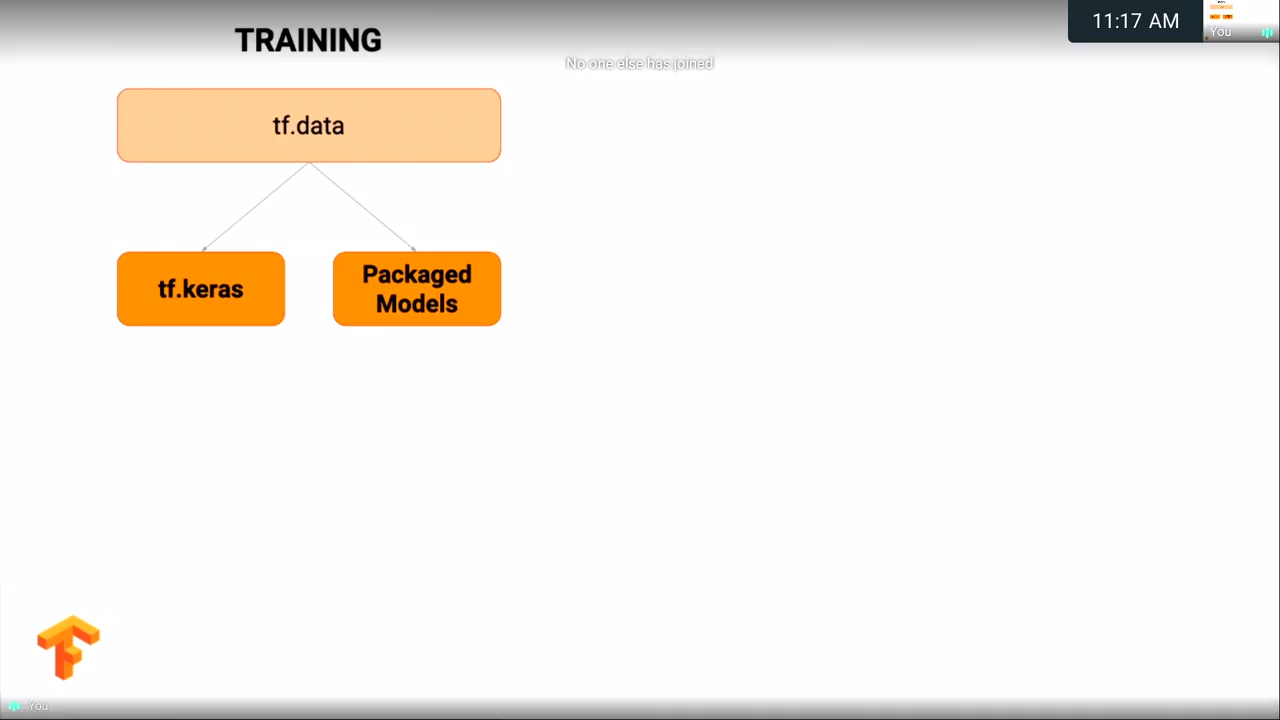 TRAINING
11:17 AM
You
No one else has joined
tf.data
tf.keras
Packaged
Models
You